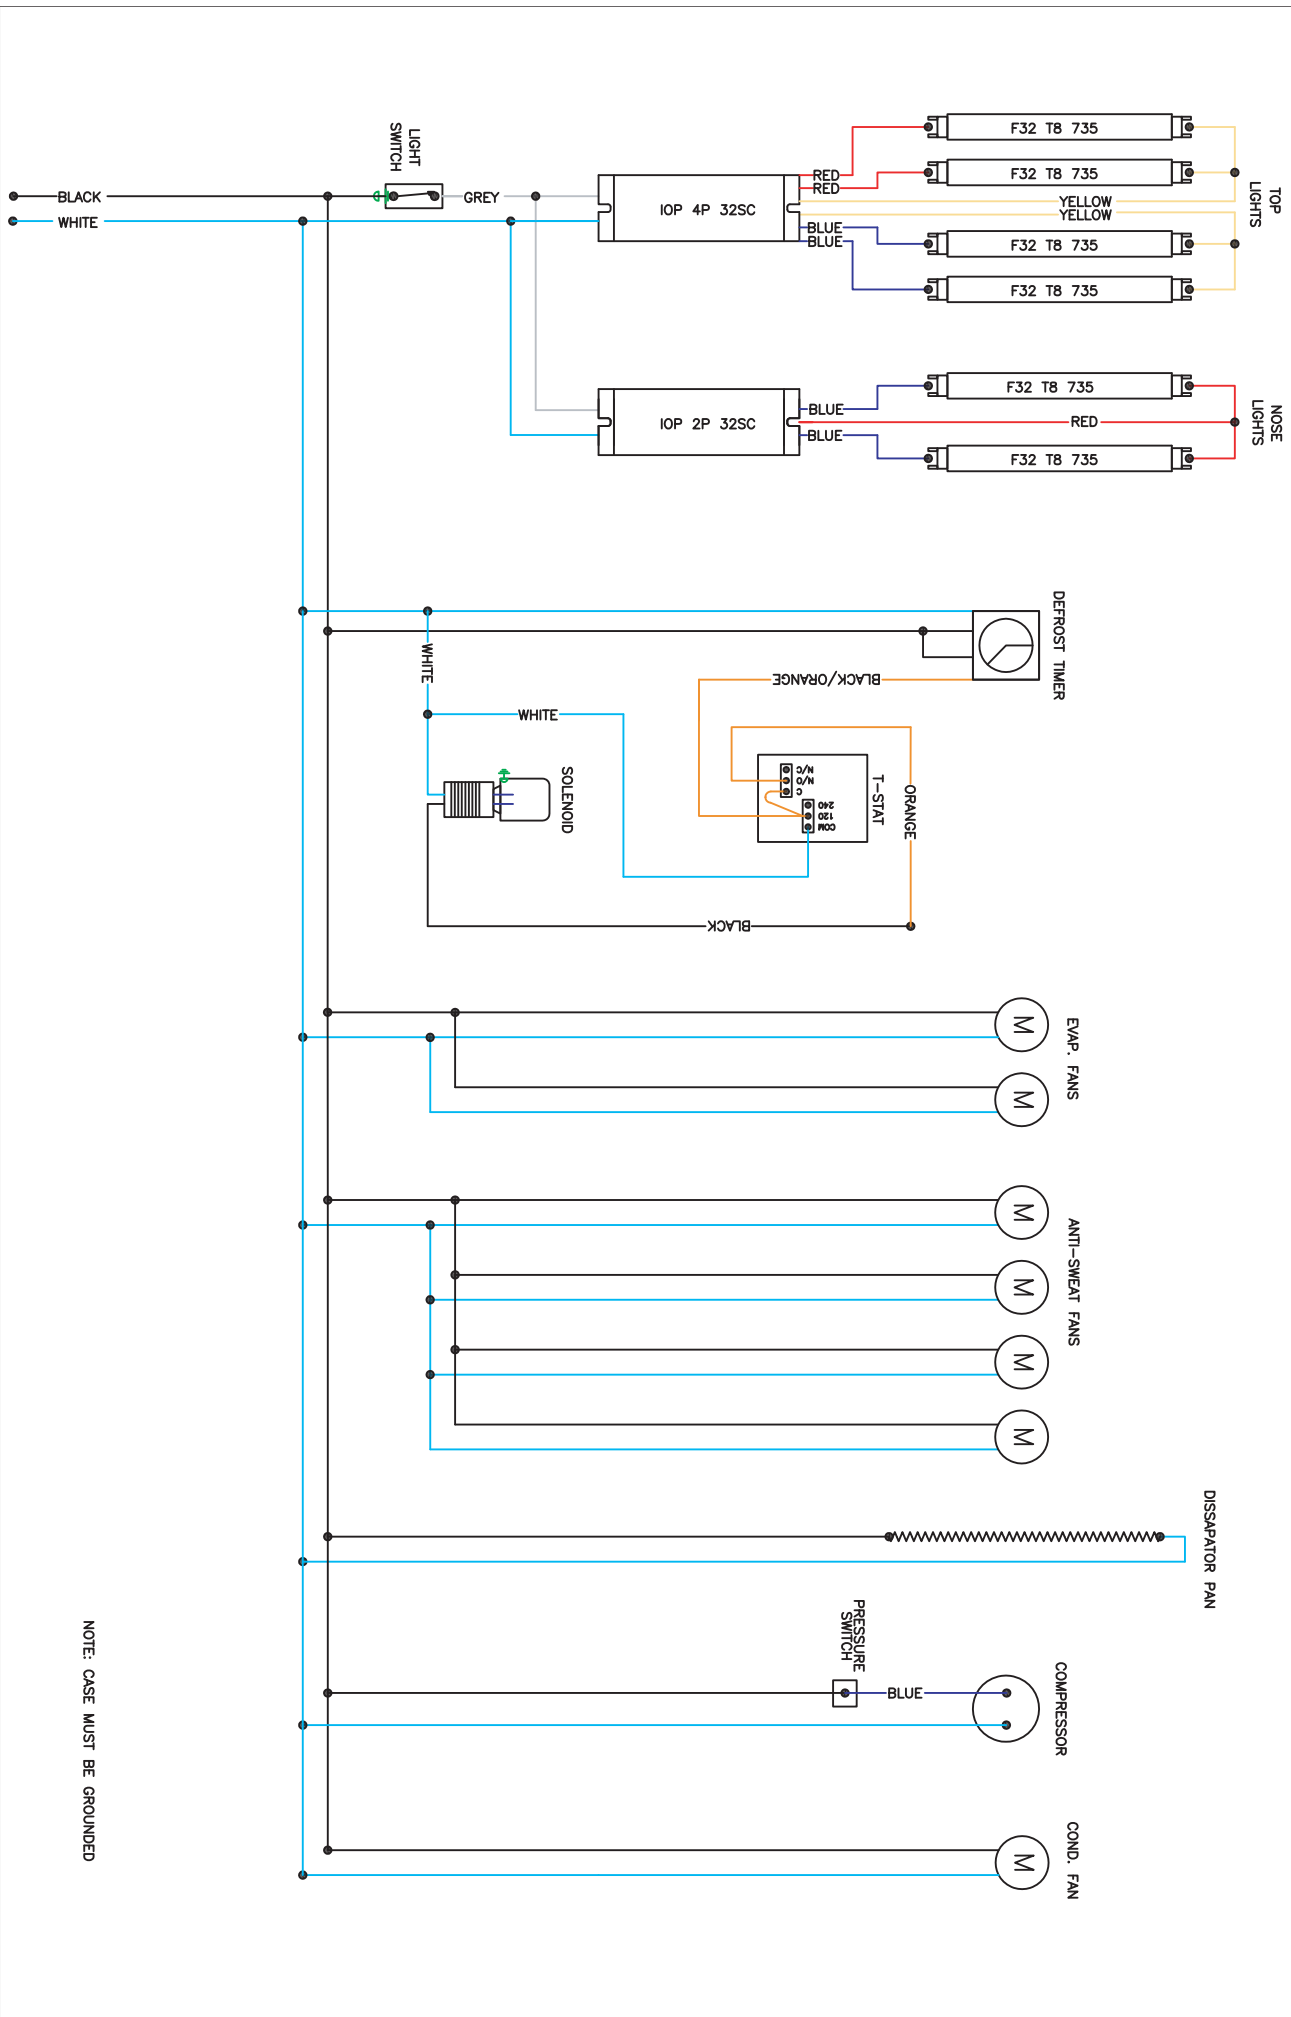 LIGHT
SWITCH
BLACK
WHITE
GREY
IOP 4P 32SC
RED
RED
YELLOW
YELLOW
BLUE
BLUE
F32 T8 735
F32 T8 735
F32 T8 735
F32 T8 735
TOP
LIGHTS
IOP 2P 32SC
BLUE
RED
BLUE
F32 T8 735
F32 T8 735
NOSE
LIGHTS
DEFROST TIMER
WHITE
BLACK/ORANGE
WHITE
SOLENOID
N/C
N/O
C
240
120
COM
T-STAT
ORANGE
BLACK
EVAP. FANS
M
M
ANTI-SWEAT FANS
M
M
M
M
DISSAPATOR PAN
PRESSURE
SWITCH
BLUE
COMPRESSOR
COND. FAN
M
NOTE: CASE MUST BE GROUNDED